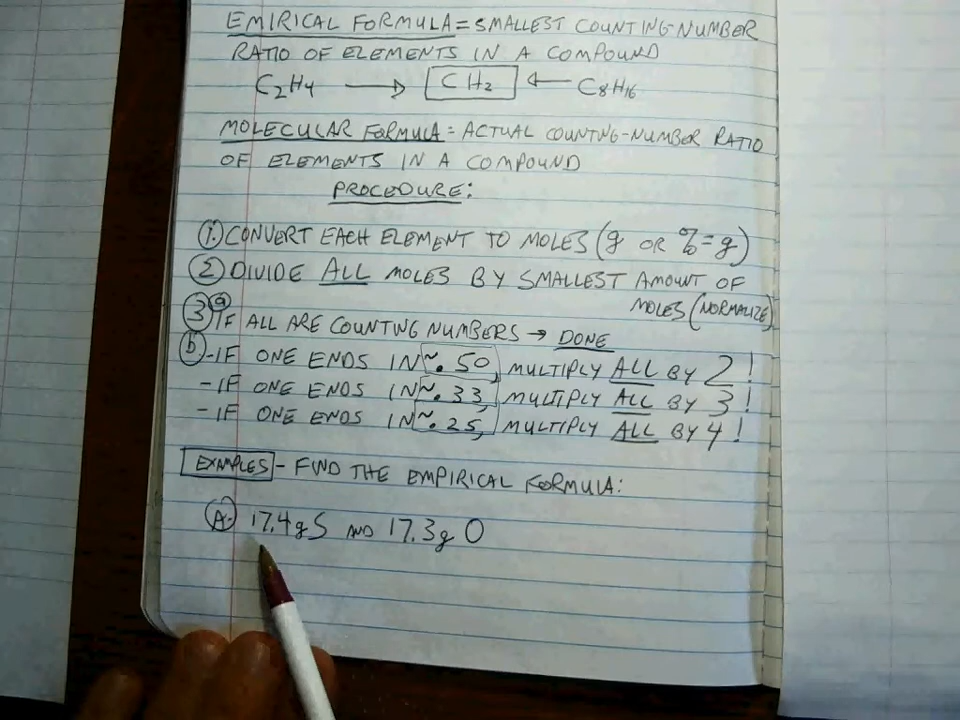 EMIRICAL FORMULA = SMALLEST COUNTING-NUMBER
RATIO OF ELEMENTS IN A COMPOUND
C2H4 → CH2 ← C8H16
MOLECULAR FORMULA = ACTUAL COUNTNG-NUMBER RATIO
OF ELEMENTS IN A COMPOUND
PROCEDURE:
1. CONVERT EACH ELEMENT TO MOLES (g OR % = g)
2 DIVIDE ALL MOLES BY SMALLEST AMOUNT OF
MOLES (NORMALIZE)
3 a IF ALL ARE COUNTNG NUMBERS → DONE
b - IF ONE ENDS IN ~.50, MULTIPLY ALL BY 2!
- IF ONE ENDS IN ~.33, MULTIPLY ALL BY 3!
- IF ONE ENDS IN ~.25, MULTIPLY ALL BY 4!
EXAMPLES - FIND THE EMPIRICAL FORMULA:
A. 17.4g S AND 17.3g O